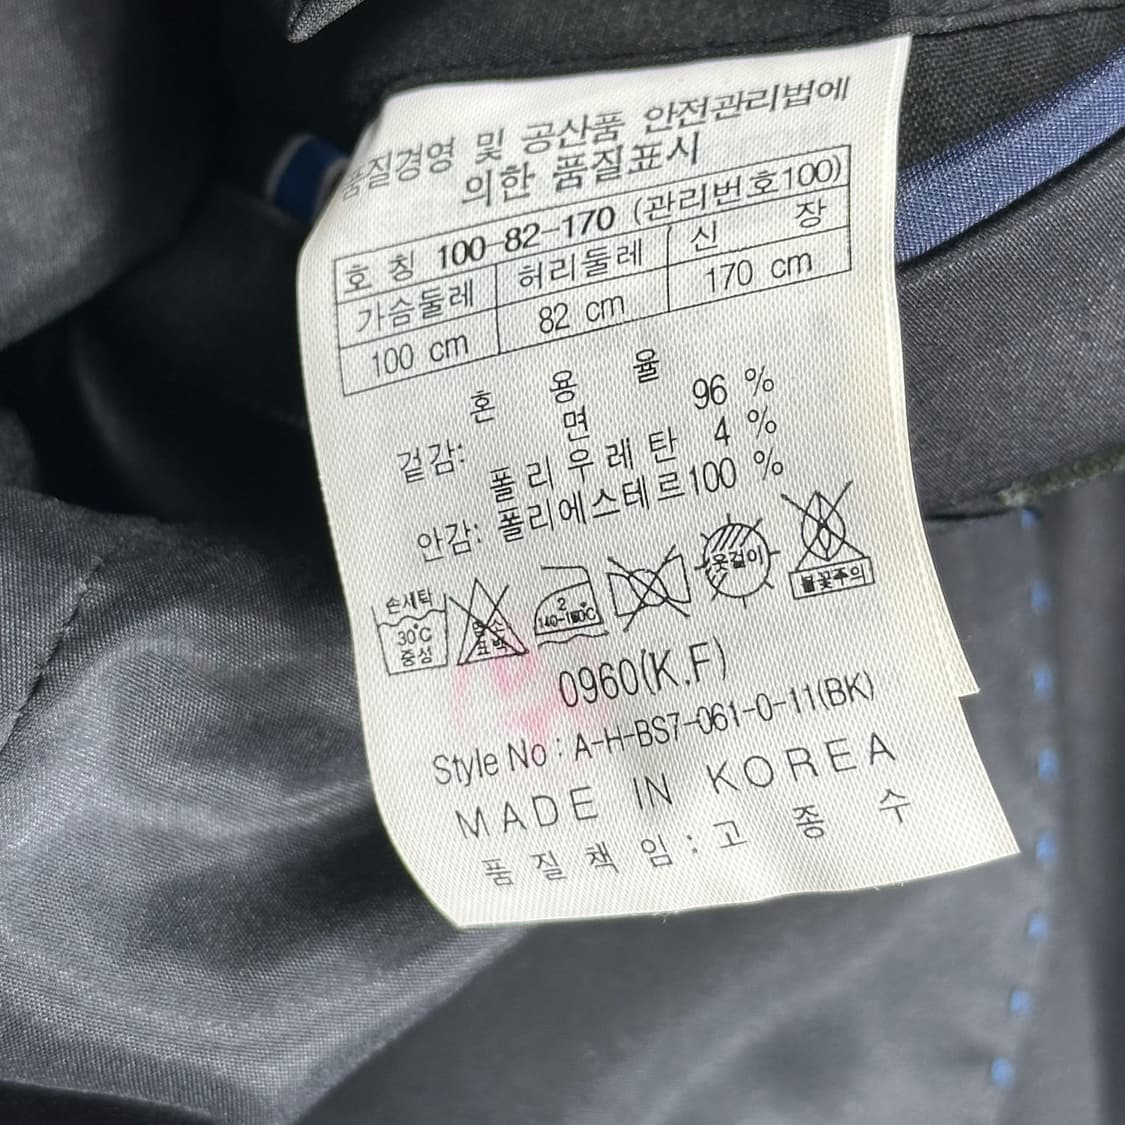 품질경영 및 공산품 안전관리법에
의한 품질표시
호 칭 100-82-170 (관리번호100)
가슴둘레 허리둘레 신 장
100 cm 82 cm 170 cm
혼 용 율
겉감: 면 96 %
폴리우레탄 4 %
안감: 폴리에스테르100 %
손세탁 30℃ 중성
염소 표백
2
옷걸이
불꽃주의
0960(K.F)
Style No : A-H-BS7-061-0-11(BK)
MADE IN KOREA
품 질 책 임 : 고 종 수